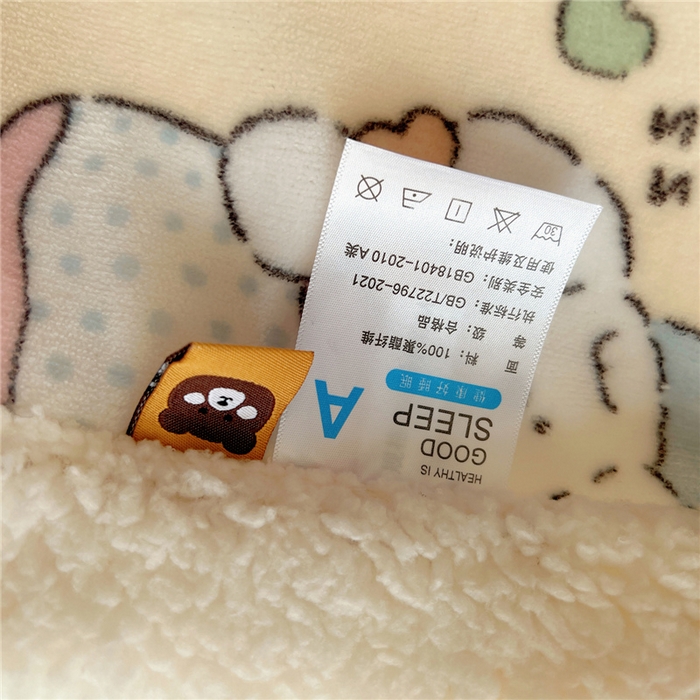 HEALTHY IS
GOOD
SLEEP
A
健康好睡眠
面 料：100%聚酯纤维
等 级：合格品
执行标准：GB/T22796-2021
安全类别：GB18401-2010 A类
使用及维护说明：
30